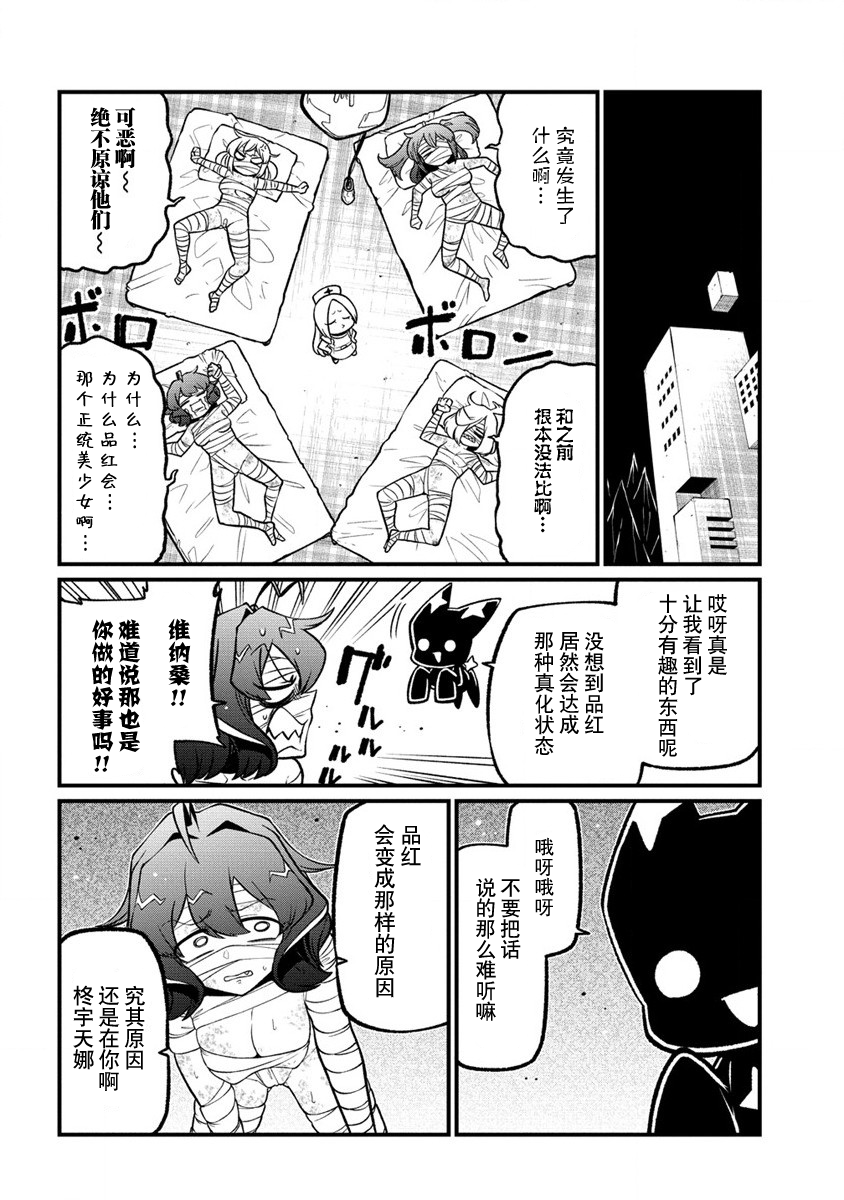 究竟发生了
什么啊…
可恶啊~
绝不原谅他们~
ボロ
ボロン
和之前
根本没法比啊…
为什么…
为什么品红会…
那个正统美少女啊…
哎呀真是
让我看到了
十分有趣的东西呢
没想到品红
居然会达成
那种真化状态
グルルル
维纳桑!!
难道说那也是
你做的好事吗!!
哦呀哦呀
不要把话
说的那么难听嘛
品红
会变成那样的原因
究其原因
还是在你啊
柊宇天娜